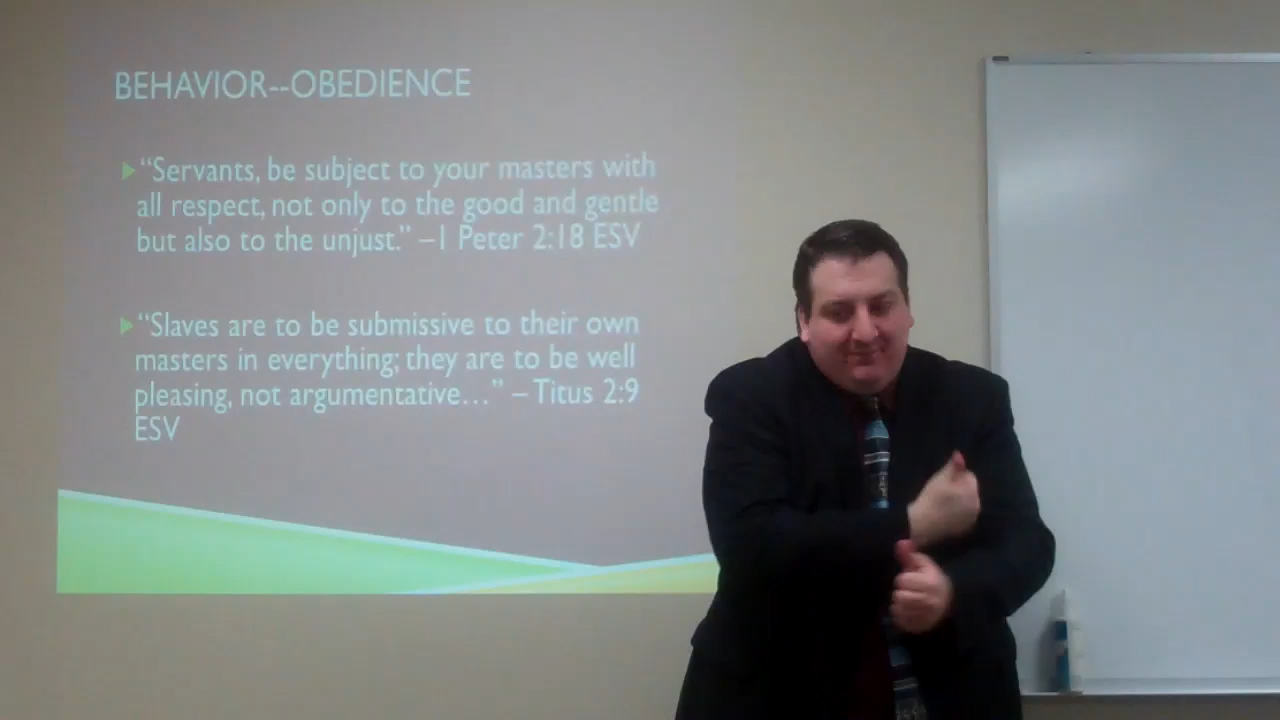 BEHAVIOR--OBEDIENCE
“Servants, be subject to your masters with
all respect, not only to the good and gentle
but also to the unjust.” –1 Peter 2:18 ESV
“Slaves are to be submissive to their own
masters in everything; they are to be well
pleasing, not argumentative…” – Titus 2:9
ESV